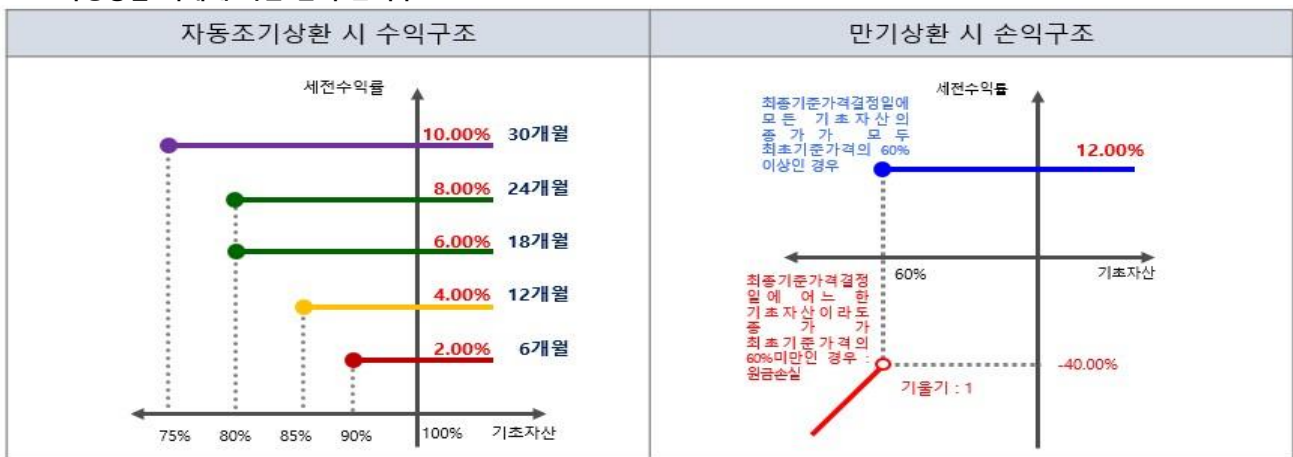 자동조기상환 시 수익구조
만기상환 시 손익구조
세전수익률
10.00% 30개월
8.00% 24개월
6.00% 18개월
4.00% 12개월
2.00% 6개월
75% 80% 85% 90% 100% 기초자산
최종기준가격결정일에
모든 기초자산의
종가가 모두
최초기준가격의 60%
이상인 경우
세전수익률
12.00%
60%
기초자산
최종기준가격결정
일에 어느 한
기초자산이라도
종가가
최초기준가격의
60%미만인 경우 :
원금손실
-40.00%
기울기 : 1